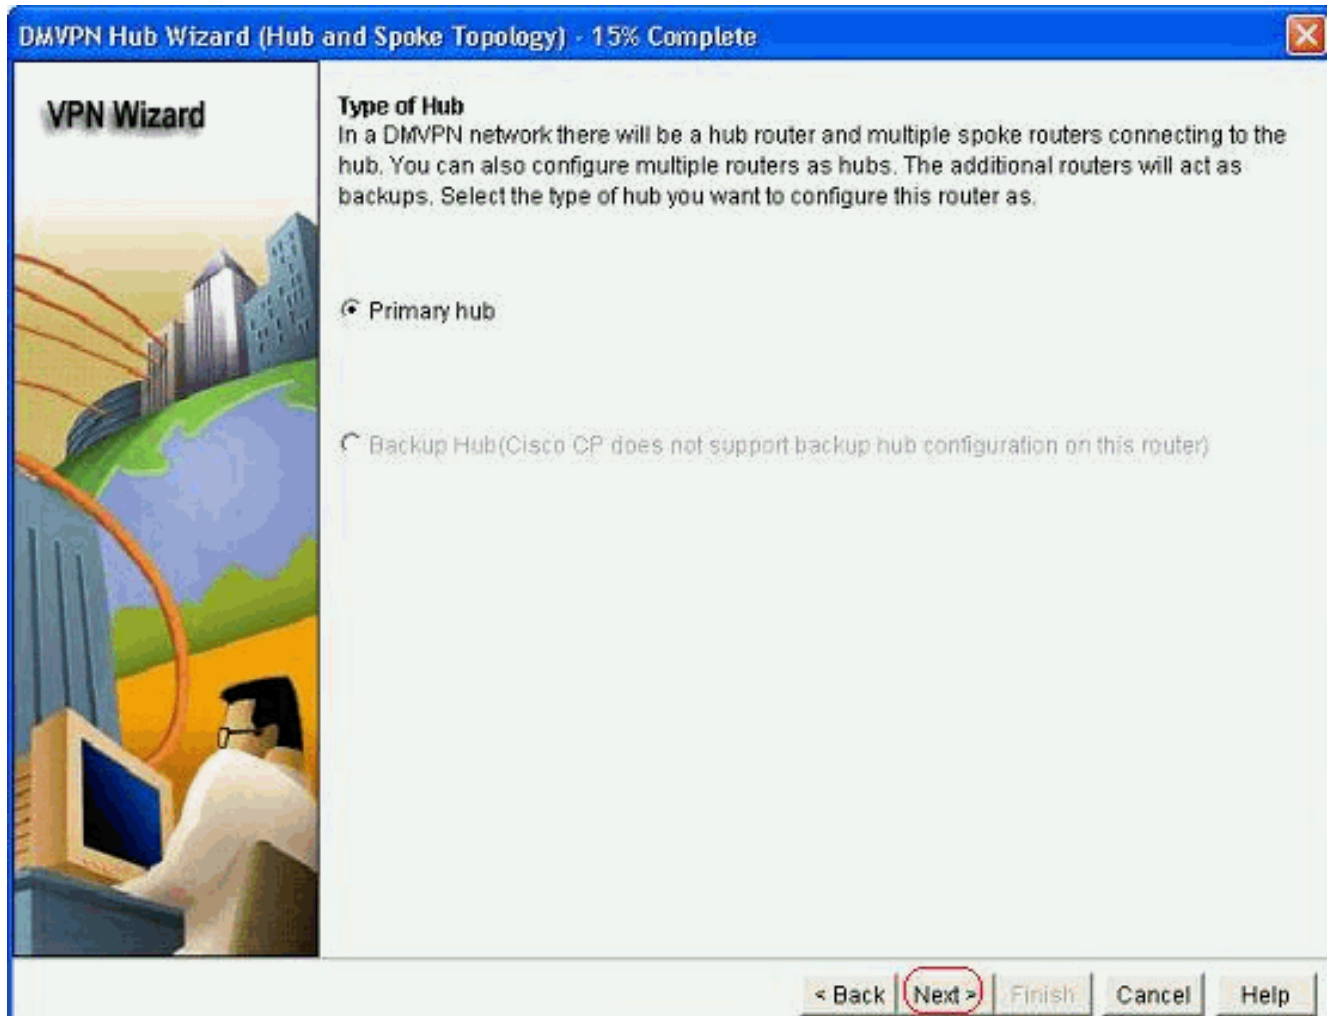 DMVPN Hub Wizard (Hub and Spoke Topology) - 15% Complete
VPN Wizard
Type of Hub
In a DMVPN network there will be a hub router and multiple spoke routers connecting to the
hub. You can also configure multiple routers as hubs. The additional routers will act as
backups. Select the type of hub you want to configure this router as.
Primary hub
Backup Hub(Cisco CP does not support backup hub configuration on this router)
< Back
Next >
Finish
Cancel
Help